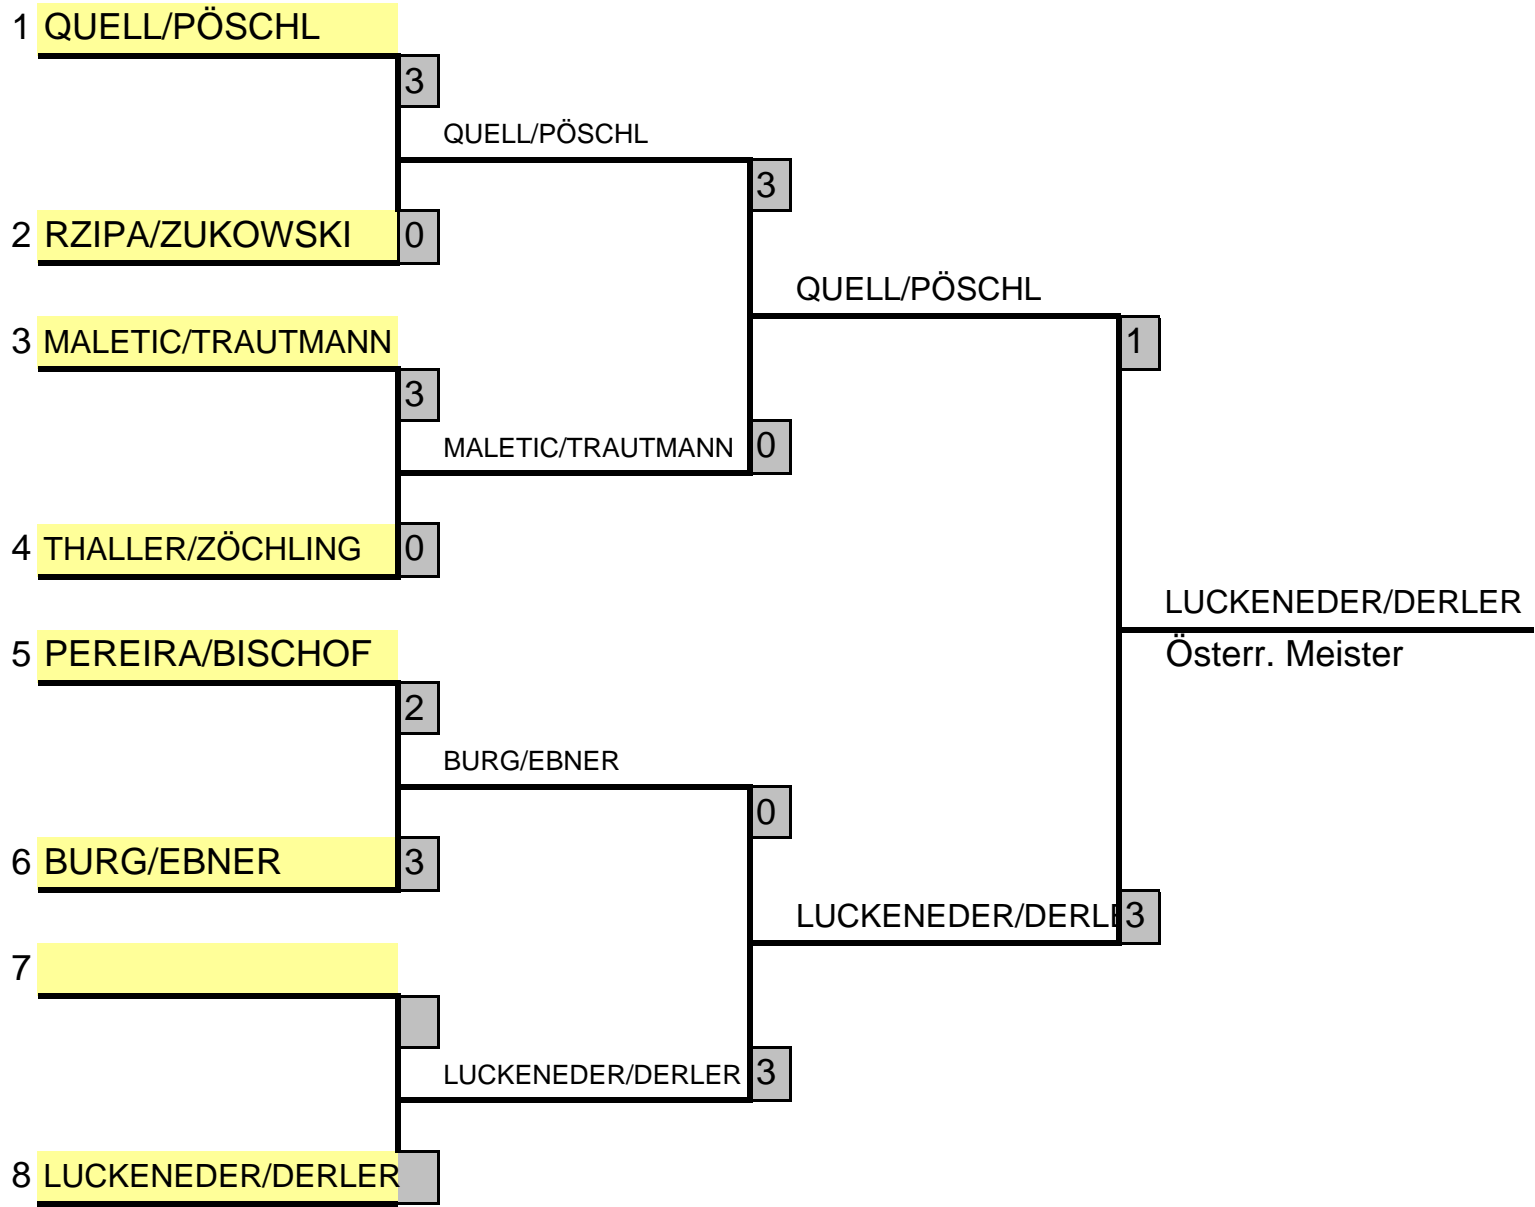 1 QUELL/PÖSCHL
3
QUELL/PÖSCHL
3
2 RZIPA/ZUKOWSKI 0
QUELL/PÖSCHL
3 MALETIC/TRAUTMANN
1
3
MALETIC/TRAUTMANN 0
4 THALLER/ZÖCHLING 0
LUCKENEDER/DERLER
5 PEREIRA/BISCHOF
Österr. Meister
2
BURG/EBNER
0
6 BURG/EBNER 3
LUCKENEDER/DERLE 3
7
LUCKENEDER/DERLER 3
8 LUCKENEDER/DERLER